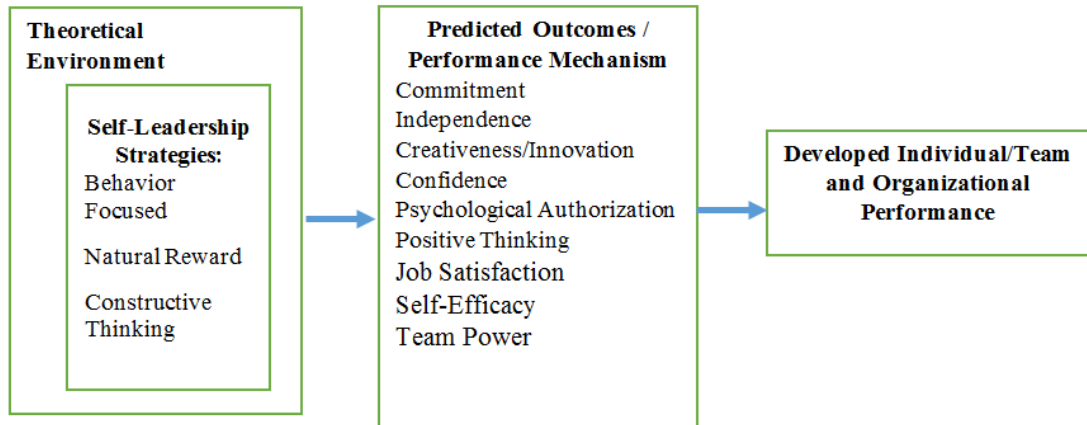 Theoretical
Environment
Self-Leadership
Strategies:
Behavior
Focused
Natural Reward
Constructive
Thinking
Predicted Outcomes /
Performance Mechanism
Commitment
Independence
Creativeness/Innovation
Confidence
Psychological Authorization
Positive Thinking
Job Satisfaction
Self-Efficacy
Team Power
Developed Individual/Team
and Organizational
Performance